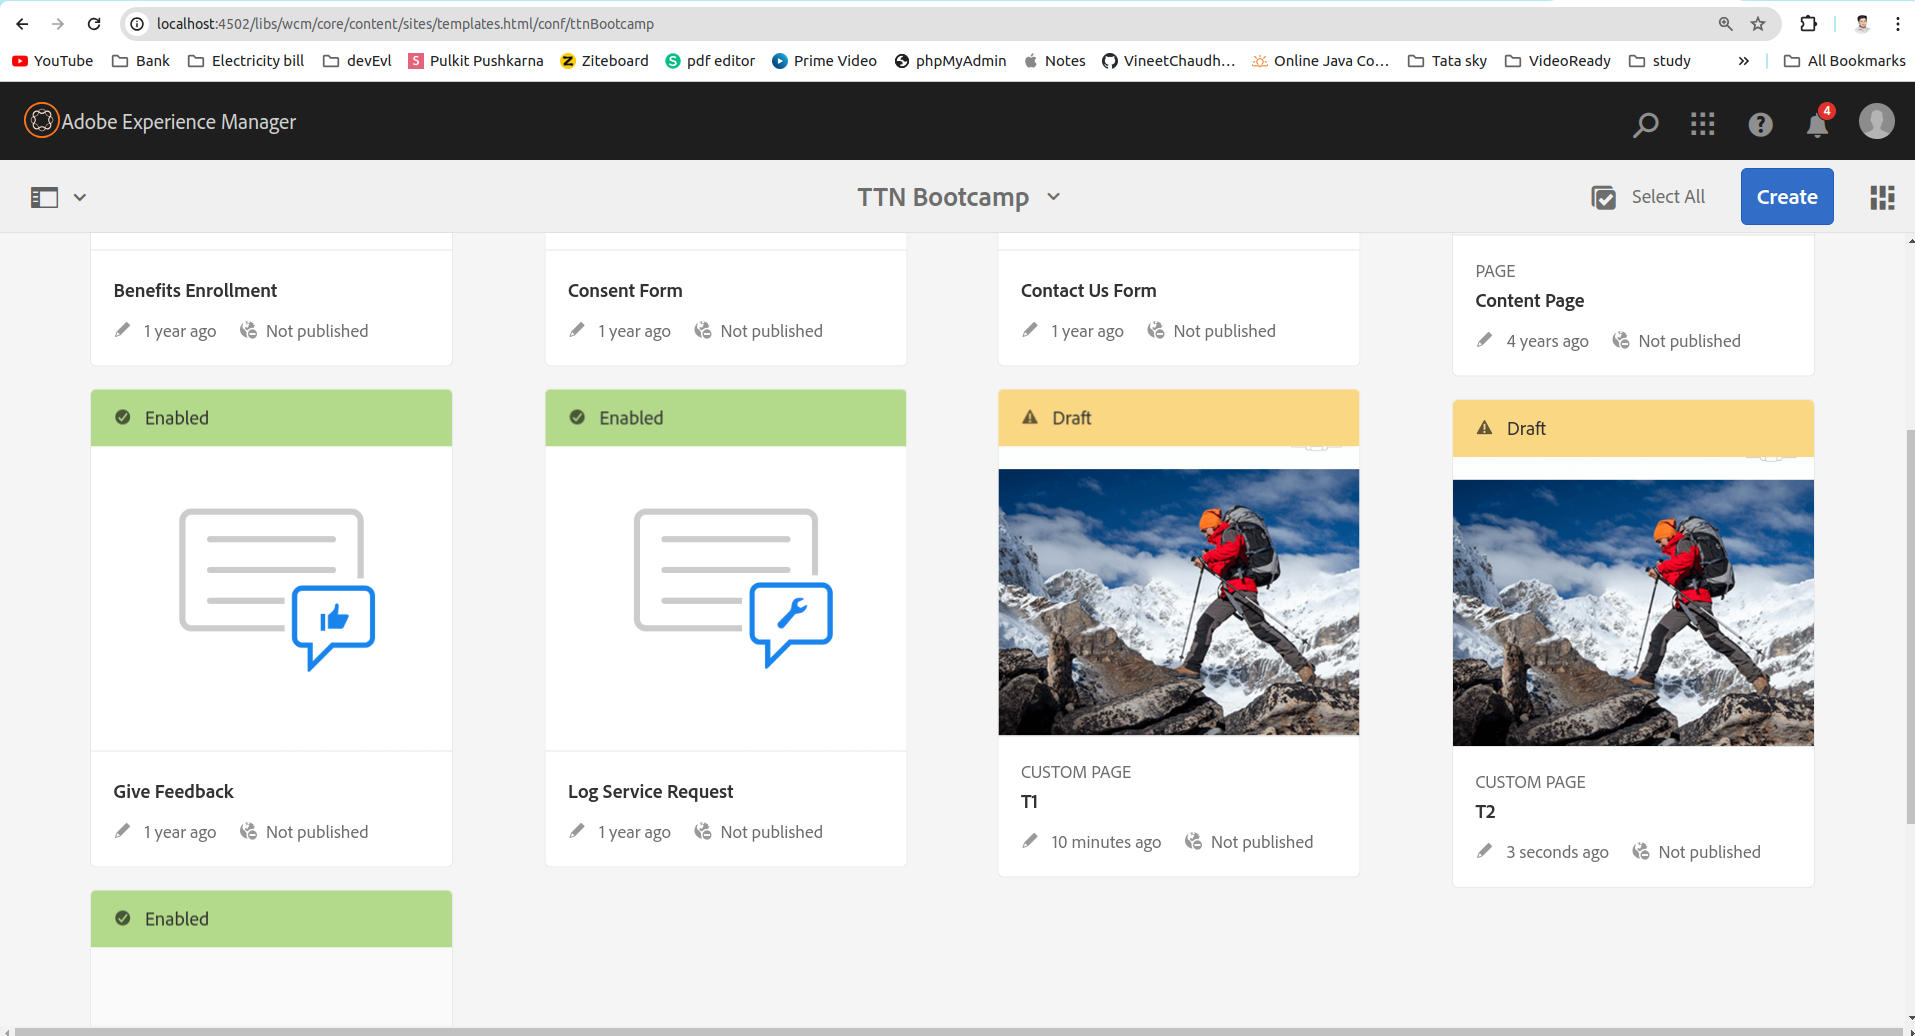 localhost:4502/libs/wcm/core/content/sites/templates.html/conf/ttnBootcamp
YouTube Bank Electricity bill devEvl S Pulkit Pushkarna Z Ziteboard S pdf editor Prime Video phpMyAdmin Notes VineetChaudh... Online Java Co... Tata sky VideoReady study » All Bookmarks
Adobe Experience Manager ? 4
TTN Bootcamp Select All Create
Benefits Enrollment
1 year ago Not published
Consent Form
1 year ago Not published
Contact Us Form
1 year ago Not published
PAGE
Content Page
4 years ago Not published
Enabled
Give Feedback
1 year ago Not published
Enabled
Log Service Request
1 year ago Not published
Draft
CUSTOM PAGE
T1
10 minutes ago Not published
Draft
CUSTOM PAGE
T2
3 seconds ago Not published
Enabled